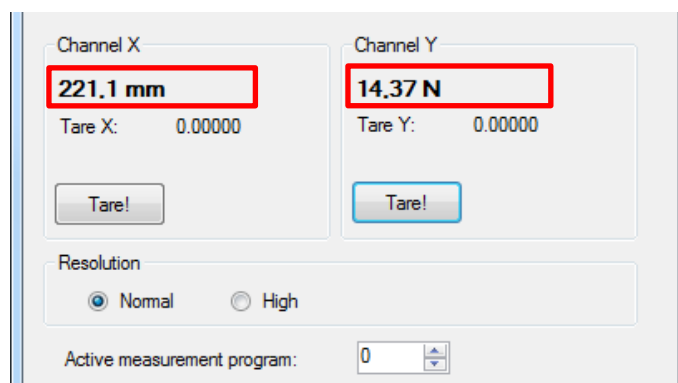 Channel X
221.1 mm
Tare X: 0.00000
Tare!
Channel Y
14.37 N
Tare Y: 0.00000
Tare!
Resolution
Normal High
Active measurement program: 0